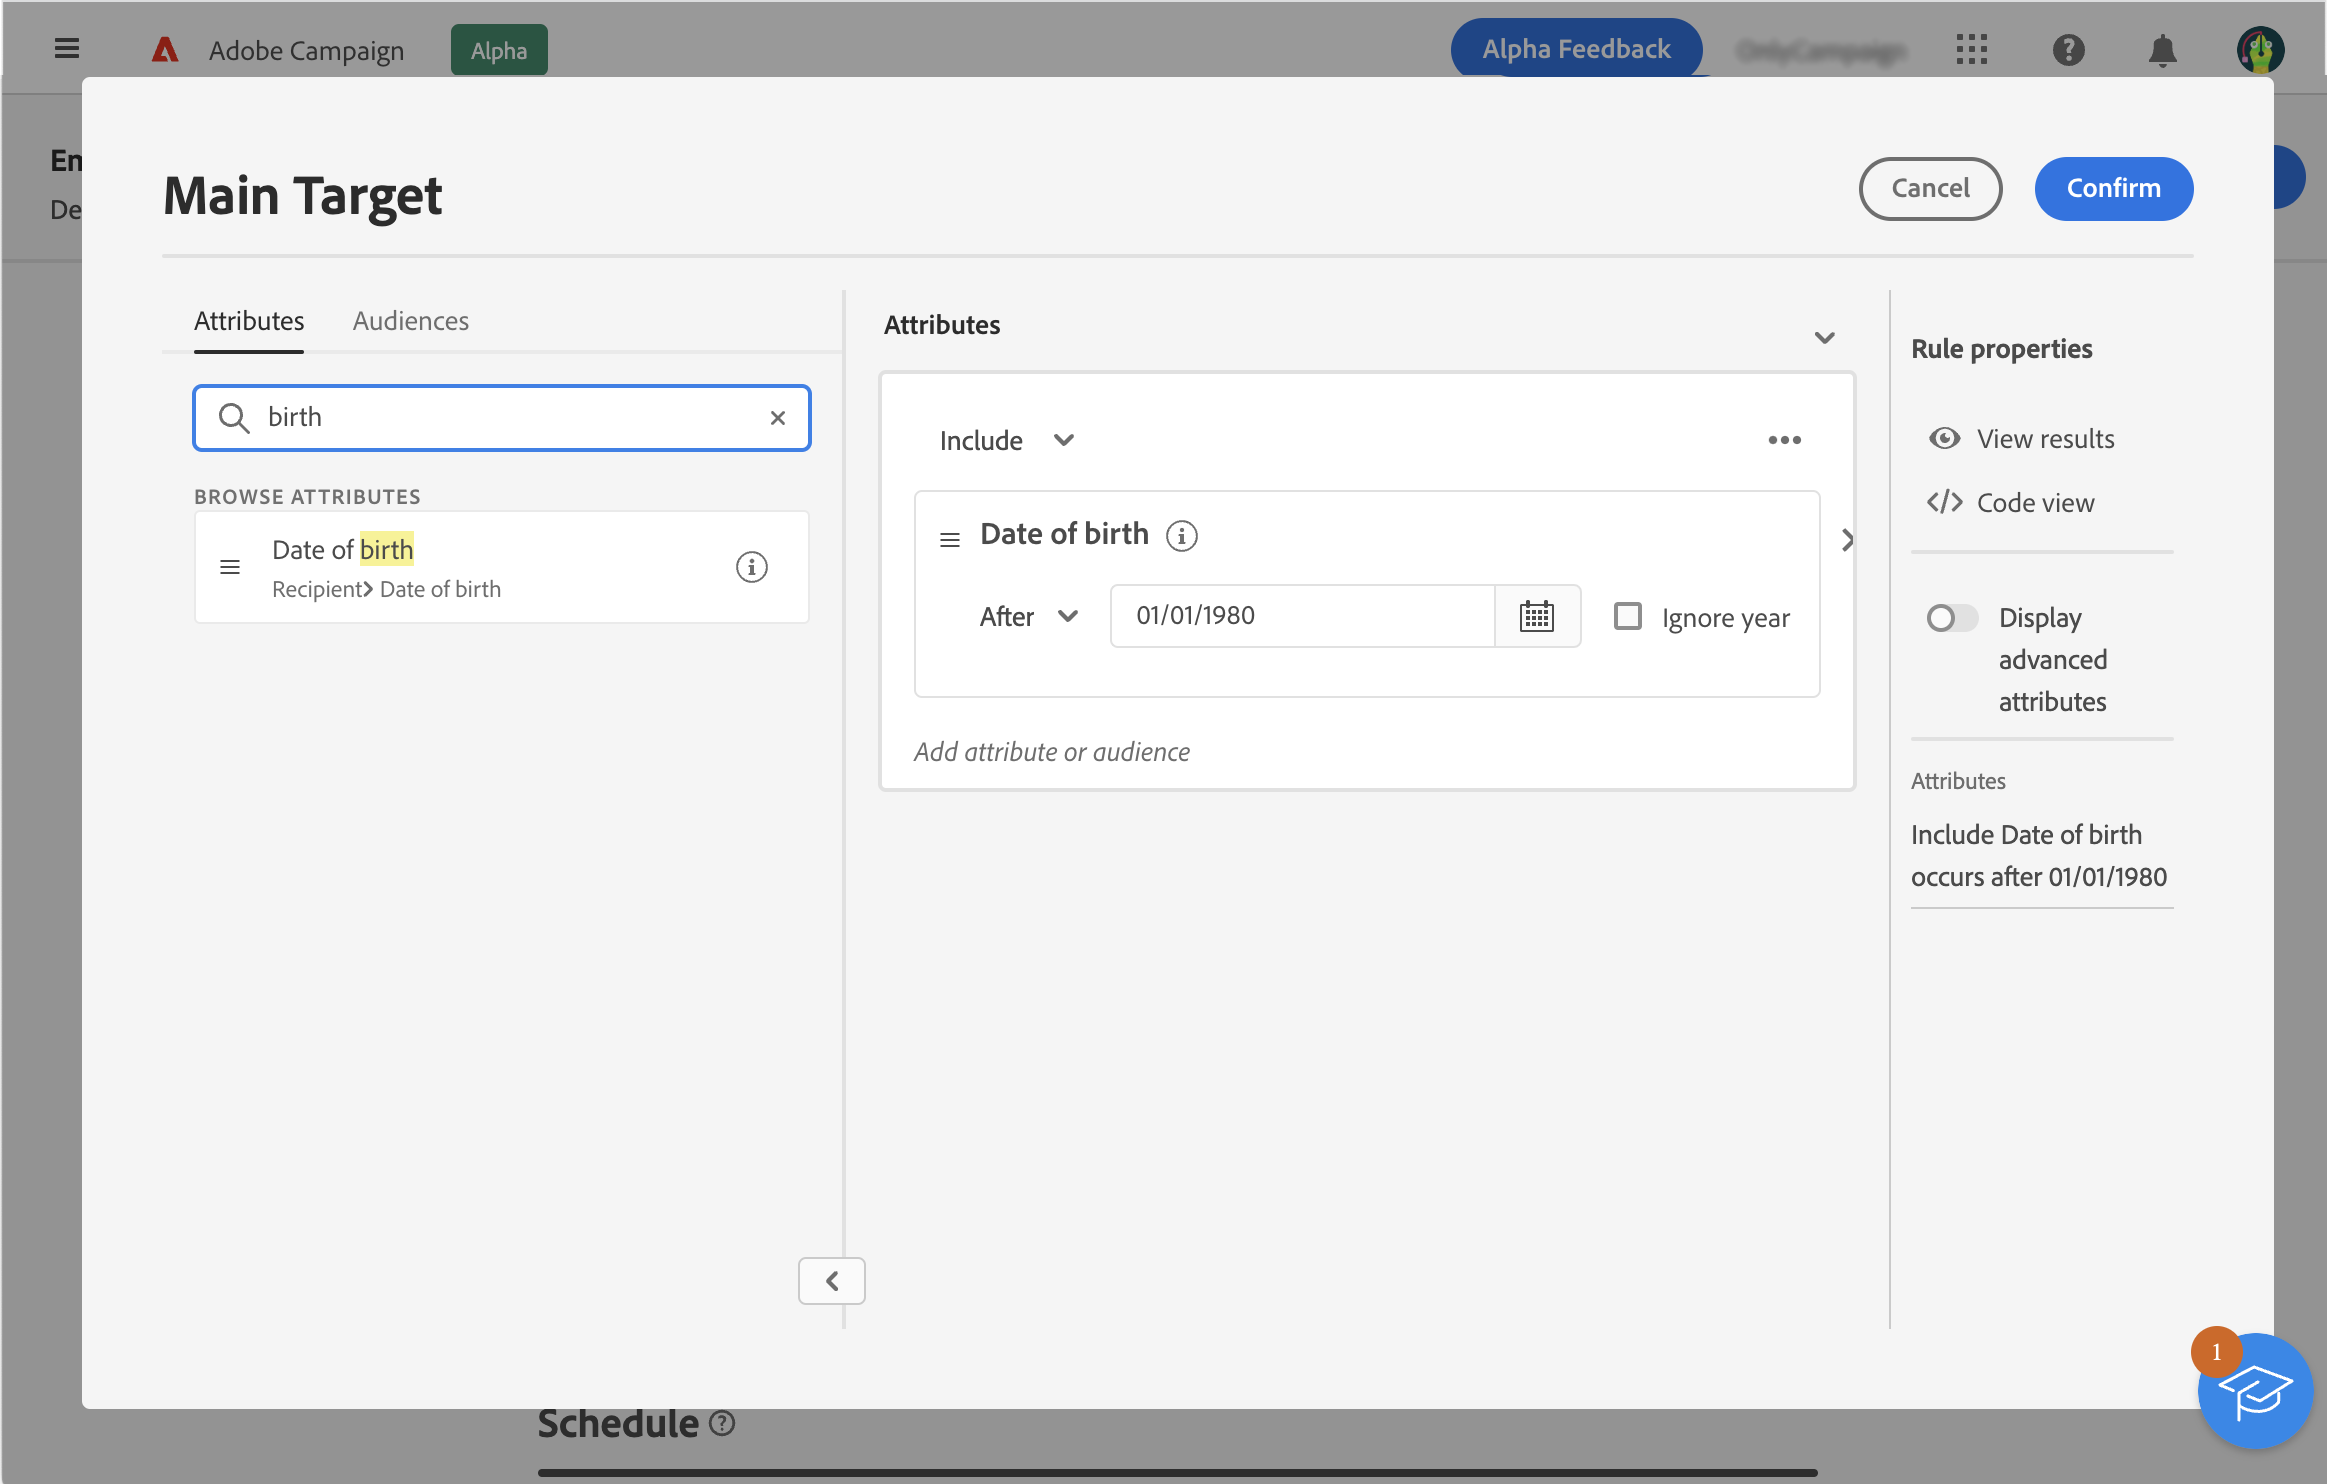 Adobe Campaign
Alpha
Alpha Feedback
Em
De
Main Target
Cancel
Confirm
Attributes
Audiences
birth
BROWSE ATTRIBUTES
Date of birth
Recipient> Date of birth
Attributes
Include
Date of birth
After
01/01/1980
Ignore year
Add attribute or audience
Rule properties
View results
Code view
Display
advanced
attributes
Attributes
Include Date of birth
occurs after 01/01/1980
1
Schedule